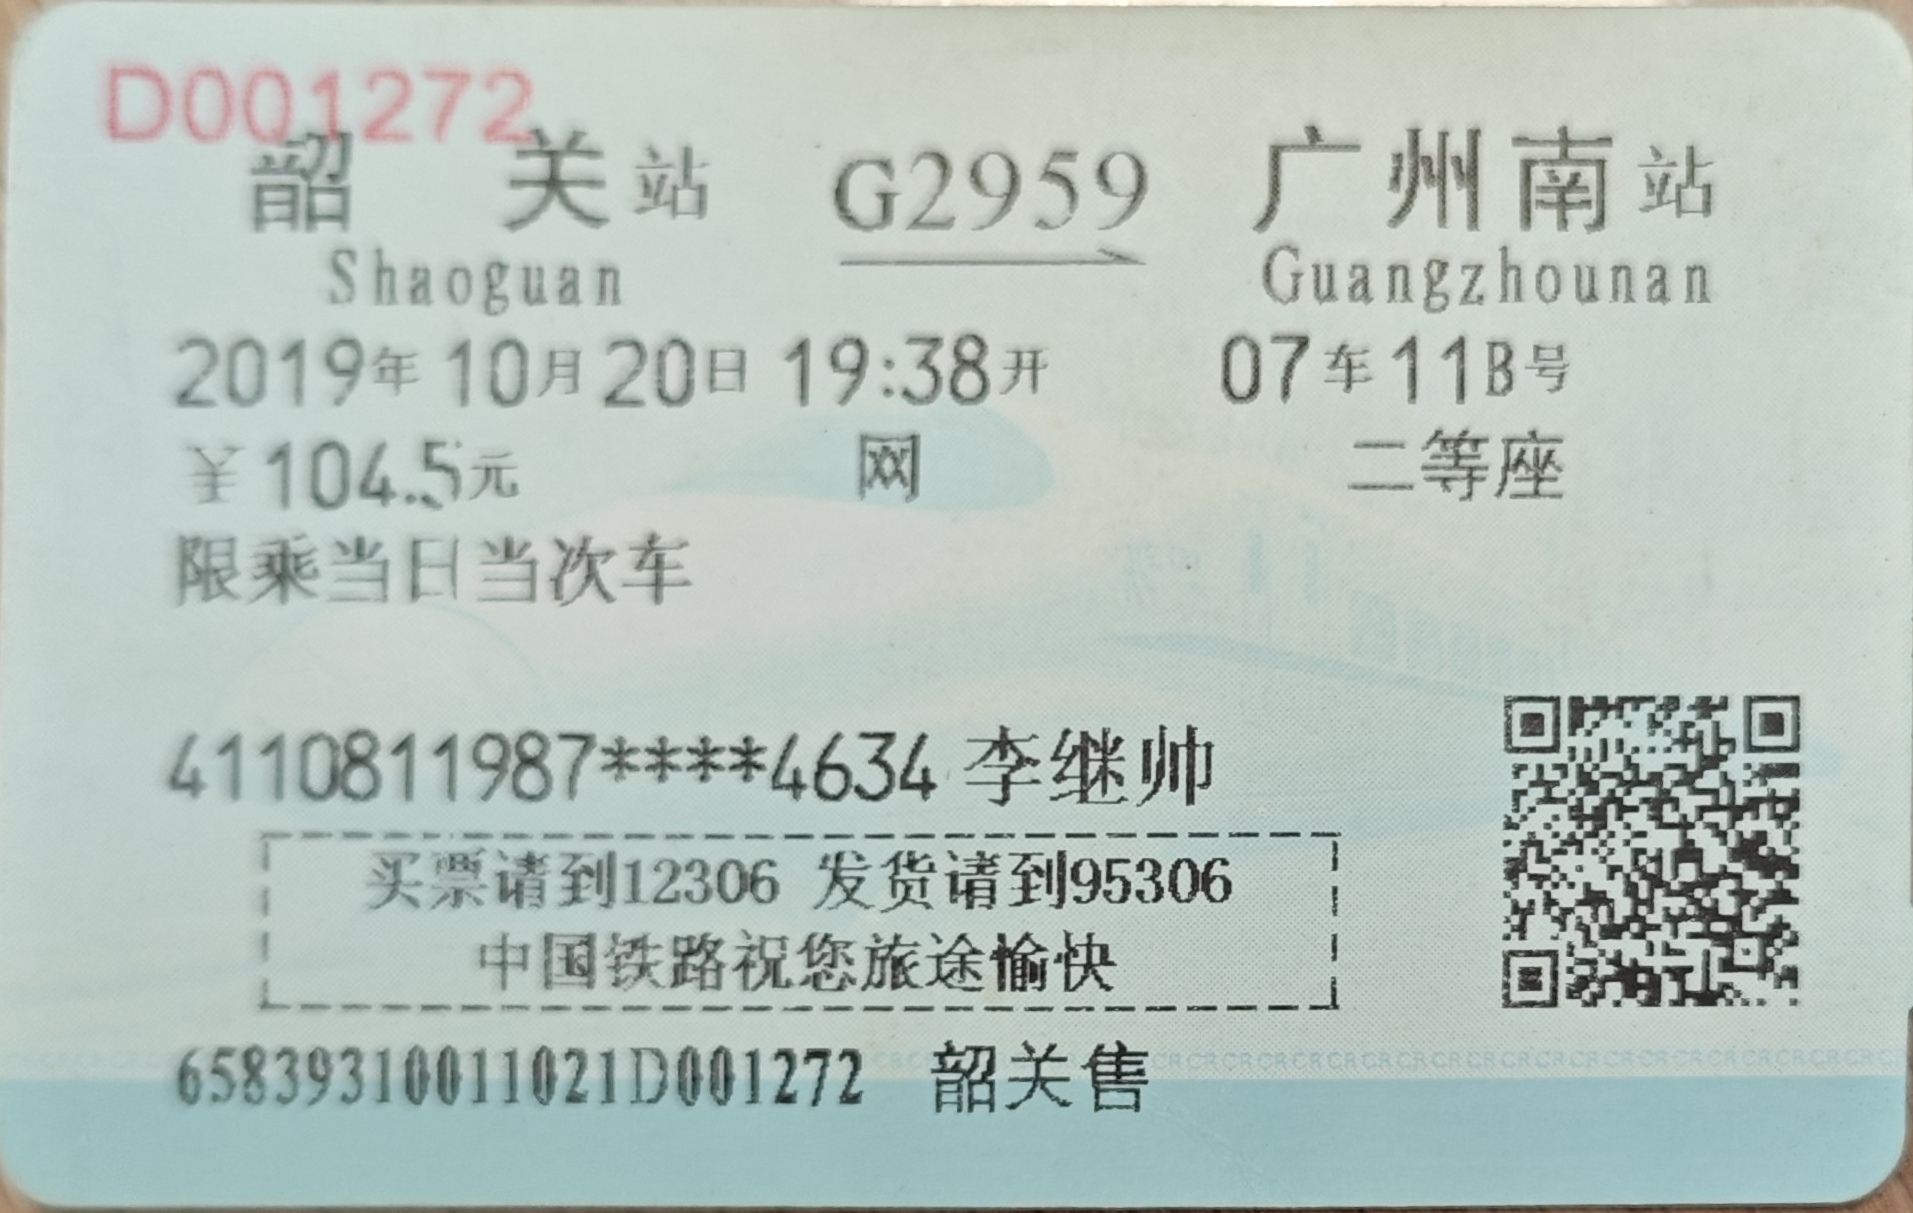 D001272
韶关站 G2959 广州南站
Shaoguan Guangzhounan
2019年10月20日 19:38开 07车11B号
￥104.5元 网 二等座
限乘当日当次车
4110811987****4634 李继帅
买票请到12306 发货请到95306
中国铁路祝您旅途愉快
65839310011021D001272 韶关售